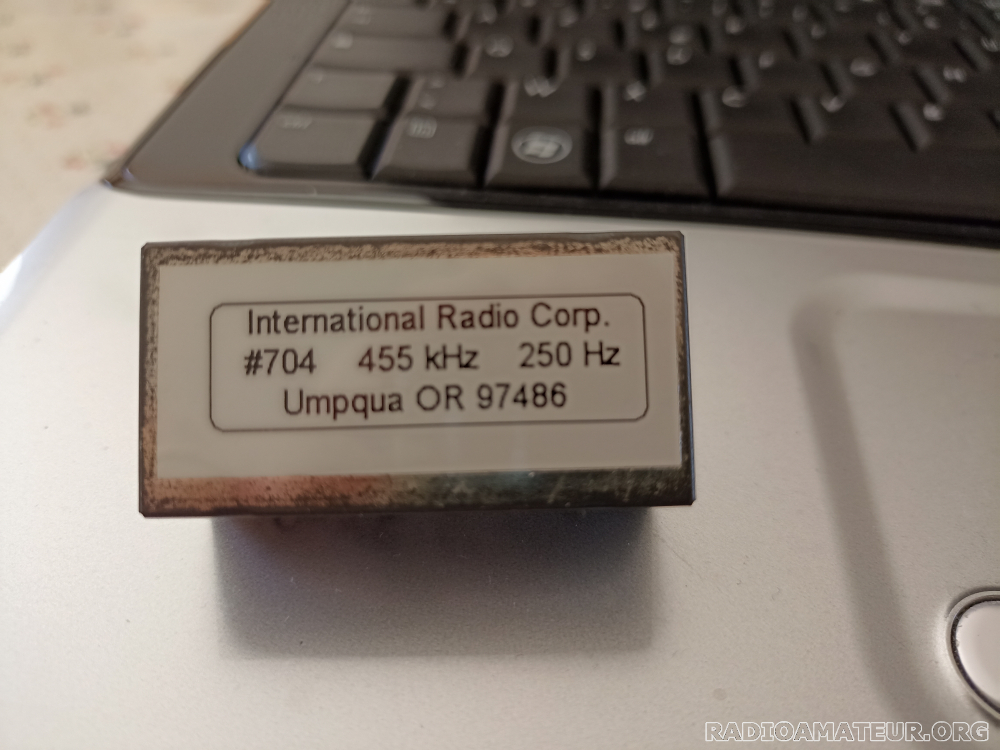 International Radio Corp.
#704 455 kHz 250 Hz
Umpqua OR 97486
RADIOAMATEUR.ORG